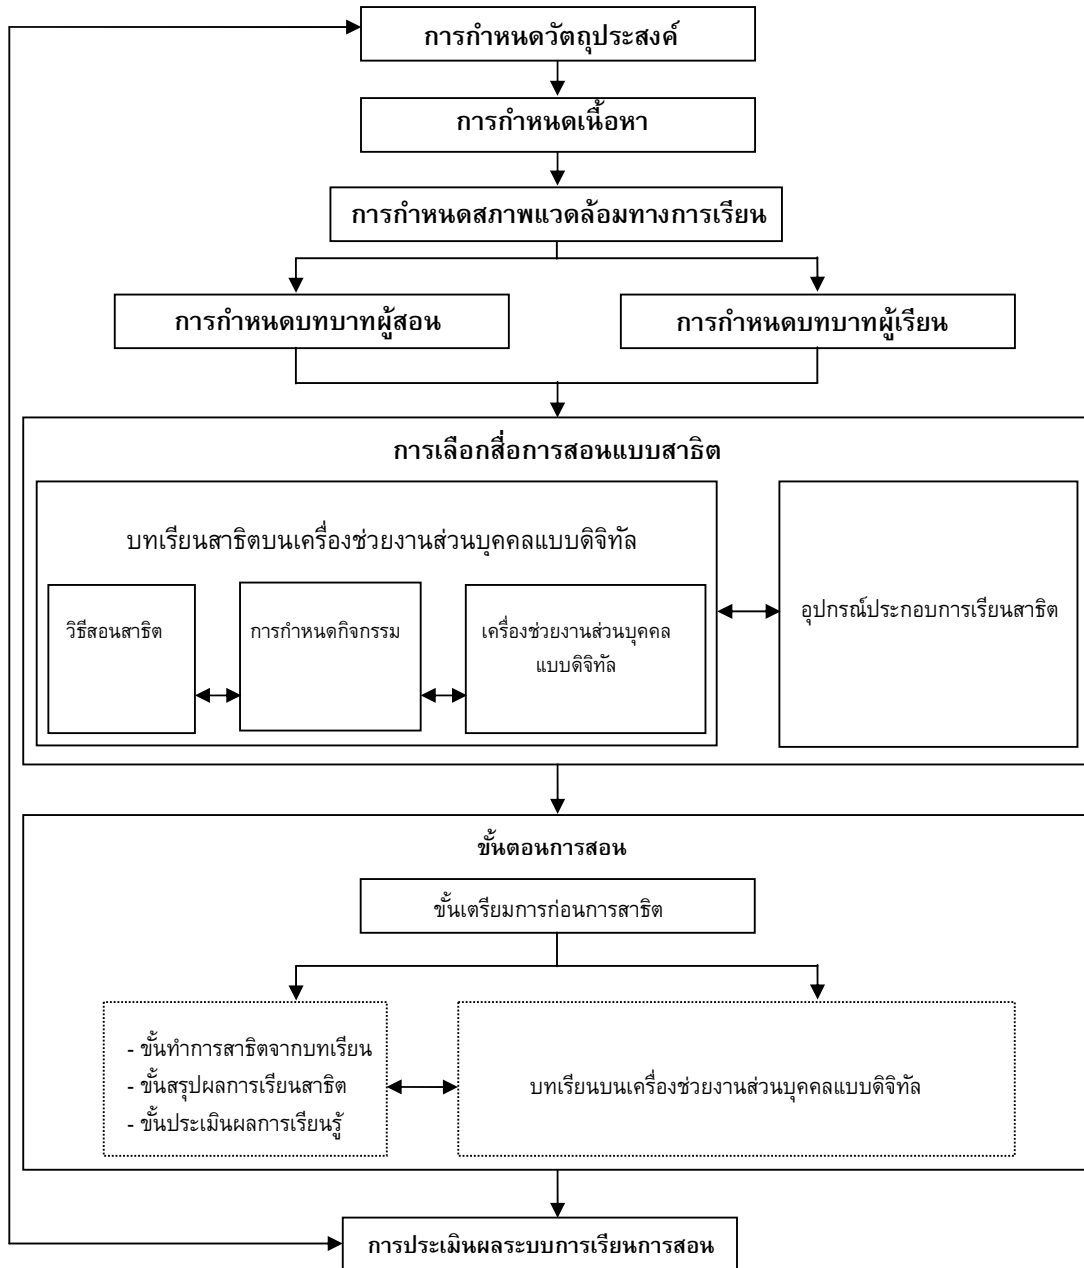 การกำหนดวัตถุประสงค์
การกำหนดเนื้อหา
การกำหนดสภาพแวดล้อมทางการเรียน
การกำหนดบทบาทผู้สอน
การกำหนดบทบาทผู้เรียน
การเลือกสื่อการสอนแบบสาธิต
บทเรียนสาธิตบนเครื่องช่วยงานส่วนบุคคลแบบดิจิทัล
วิธีสอนสาธิต
การกำหนดกิจกรรม
เครื่องช่วยงานส่วนบุคคล
แบบดิจิทัล
อุปกรณ์ประกอบการเรียนสาธิต
ขั้นตอนการสอน
ขั้นเตรียมการก่อนการสาธิต
- ขั้นทำการสาธิตจากบทเรียน
- ขั้นสรุปผลการเรียนสาธิต
- ขั้นประเมินผลการเรียนรู้
บทเรียนบนเครื่องช่วยงานส่วนบุคคลแบบดิจิทัล
การประเมินผลระบบการเรียนการสอน